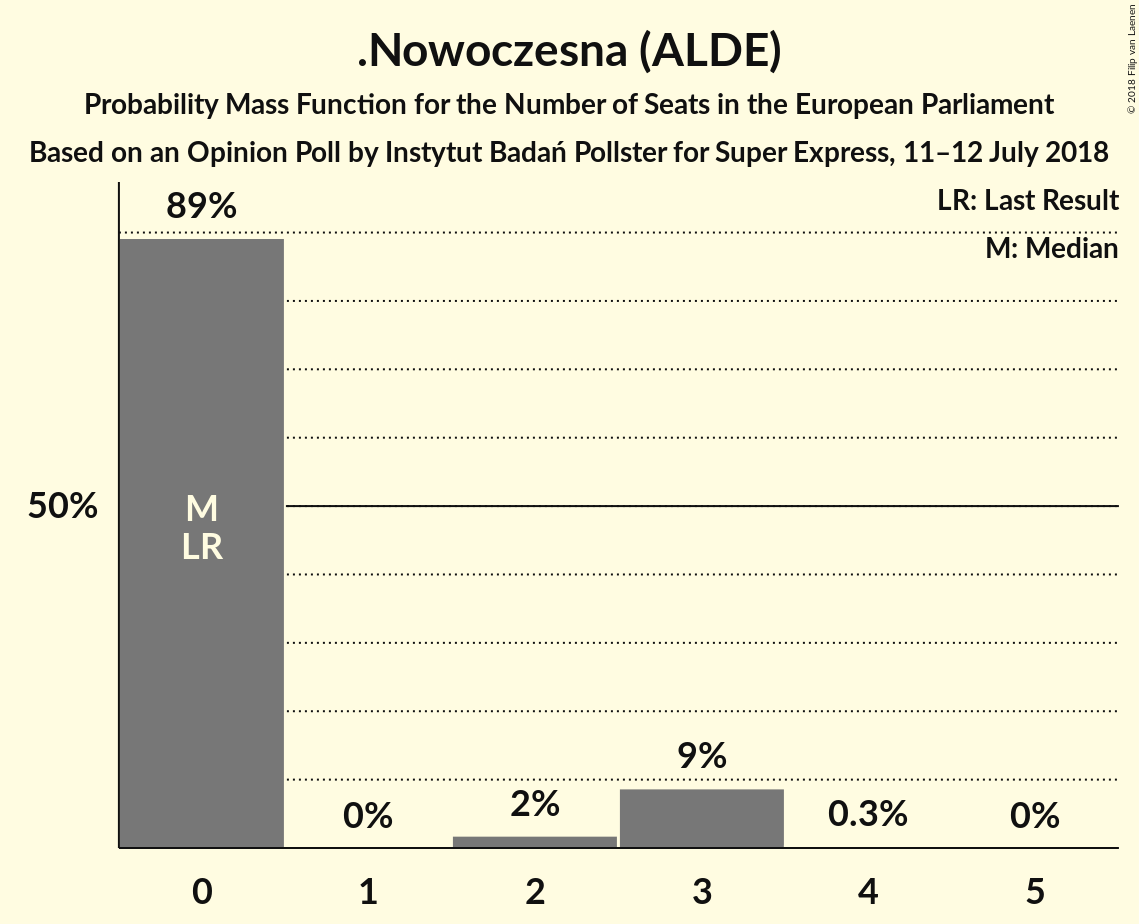 .Nowoczesna (ALDE)
Probability Mass Function for the Number of Seats in the European Parliament
Based on an Opinion Poll by Instytut Badań Pollster for Super Express, 11–12 July 2018
© 2018 Filip van Laenen
LR: Last Result
M: Median
89%
50%
M
LR
0%
2%
9%
0.3%
0%
0 1 2 3 4 5